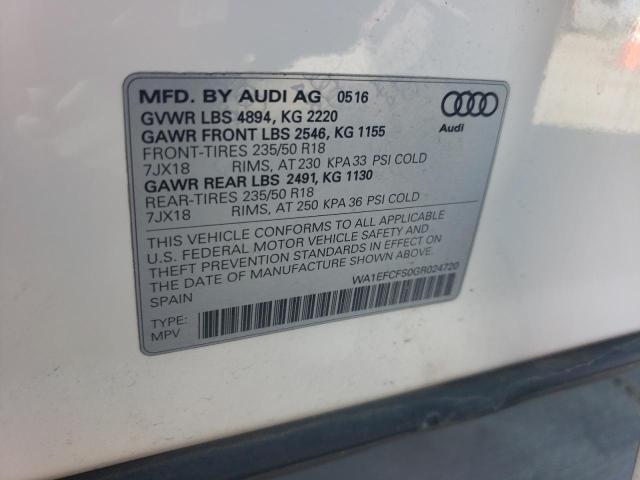 MFD. BY AUDI AG 0516
GVWR LBS 4894, KG 2220
GAWR FRONT LBS 2546, KG 1155
FRONT-TIRES 235/50 R18
7JX18 RIMS, AT 230 KPA 33 PSI COLD
GAWR REAR LBS 2491, KG 1130
REAR-TIRES 235/50 R18
7JX18 RIMS, AT 250 KPA 36 PSI COLD
Audi
THIS VEHICLE CONFORMS TO ALL APPLICABLE
U.S. FEDERAL MOTOR VEHICLE SAFETY AND
THEFT PREVENTION STANDARDS IN EFFECT ON
THE DATE OF MANUFACTURE SHOWN ABOVE.
SPAIN
WA1EFCFS0GR024720
TYPE:
MPV